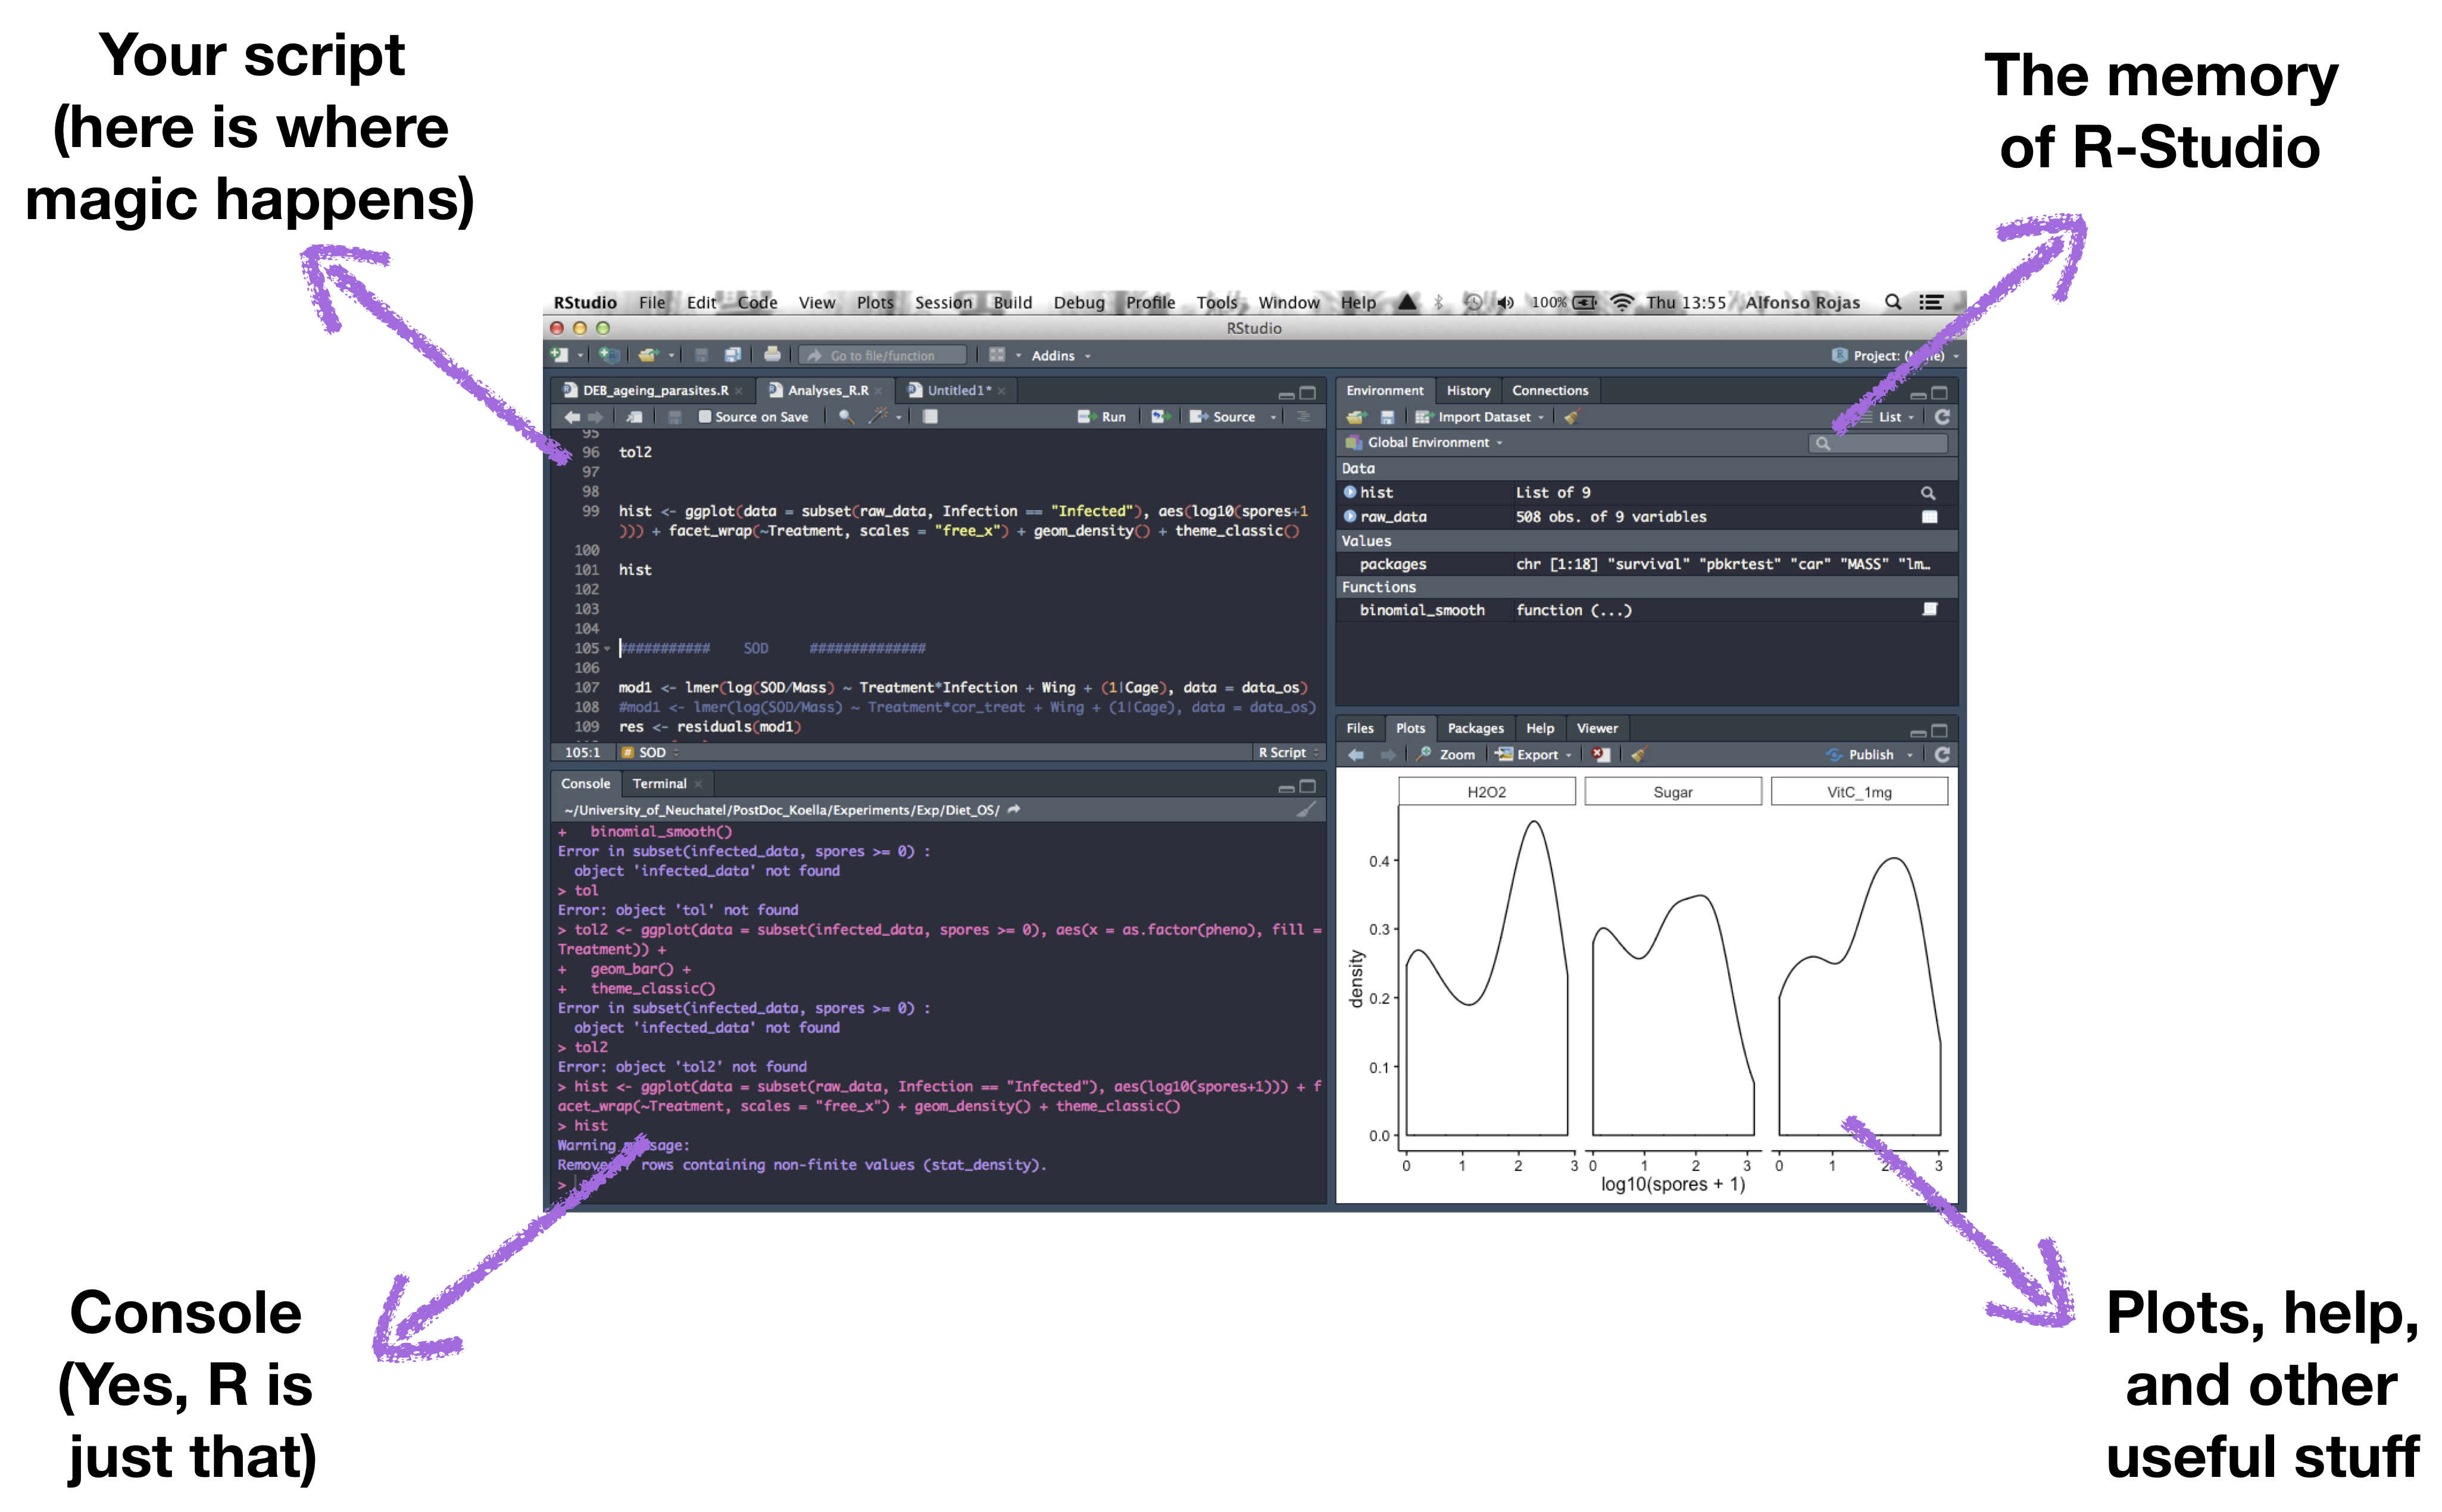 Your script
(here is where
magic happens)
The memory
of R-Studio
RStudio File Edit Code View Plots Session Build Debug Profile Tools Window Help 100% Thu 13:55 Alfonso Rojas
RStudio
Go to file/function Addins Project:
DEB_ageing_parasites.R Analyses_R.R Untitled1*
Source on Save Run Source
95
96 tol2
97
98
99 hist <- ggplot(data = subset(raw_data, Infection == "Infected"), aes(log10(spores+1
))) + facet_wrap(~Treatment, scales = "free_x") + geom_density() + theme_classic()
100
101 hist
102
103
104
105 ########### SOD ##############
106
107 mod1 <- lmer(log(SOD/Mass) ~ Treatment*Infection + Wing + (1|Cage), data = data_os)
108 #mod1 <- lmer(log(SOD/Mass) ~ Treatment*cor_treat + Wing + (1|Cage), data = data_os)
109 res <- residuals(mod1)
105:1 # SOD R Script
Console Terminal
~/University_of_Neuchatel/PostDoc_Koella/Experiments/Exp/Diet_OS/
+ binomial_smooth()
Error in subset(infected_data, spores >= 0) :
object 'infected_data' not found
> tol
Error: object 'tol' not found
> tol2 <- ggplot(data = subset(infected_data, spores >= 0), aes(x = as.factor(pheno), fill =
Treatment)) +
+ geom_bar() +
+ theme_classic()
Error in subset(infected_data, spores >= 0) :
object 'infected_data' not found
> tol2
Error: object 'tol2' not found
> hist <- ggplot(data = subset(raw_data, Infection == "Infected"), aes(log10(spores+1))) + f
acet_wrap(~Treatment, scales = "free_x") + geom_density() + theme_classic()
> hist
Warning
rows containing non-finite values (stat_density).
>
Environment History Connections
Import Dataset List
Global Environment
Data
hist List of 9
raw_data 508 obs. of 9 variables
Values
packages chr [1:18] "survival" "pbkrtest" "car" "MASS" "lm…
Functions
binomial_smooth function (...)
Files Plots Packages Help Viewer
Zoom Export Publish
H2O2 Sugar VitC_1mg
density
0.4
0.3
0.2
0.1
0.0
0 1 2 3 0 1 2 3 0 1 2 3
log10(spores + 1)
Console
(Yes, R is
just that)
Plots, help,
and other
useful stuff